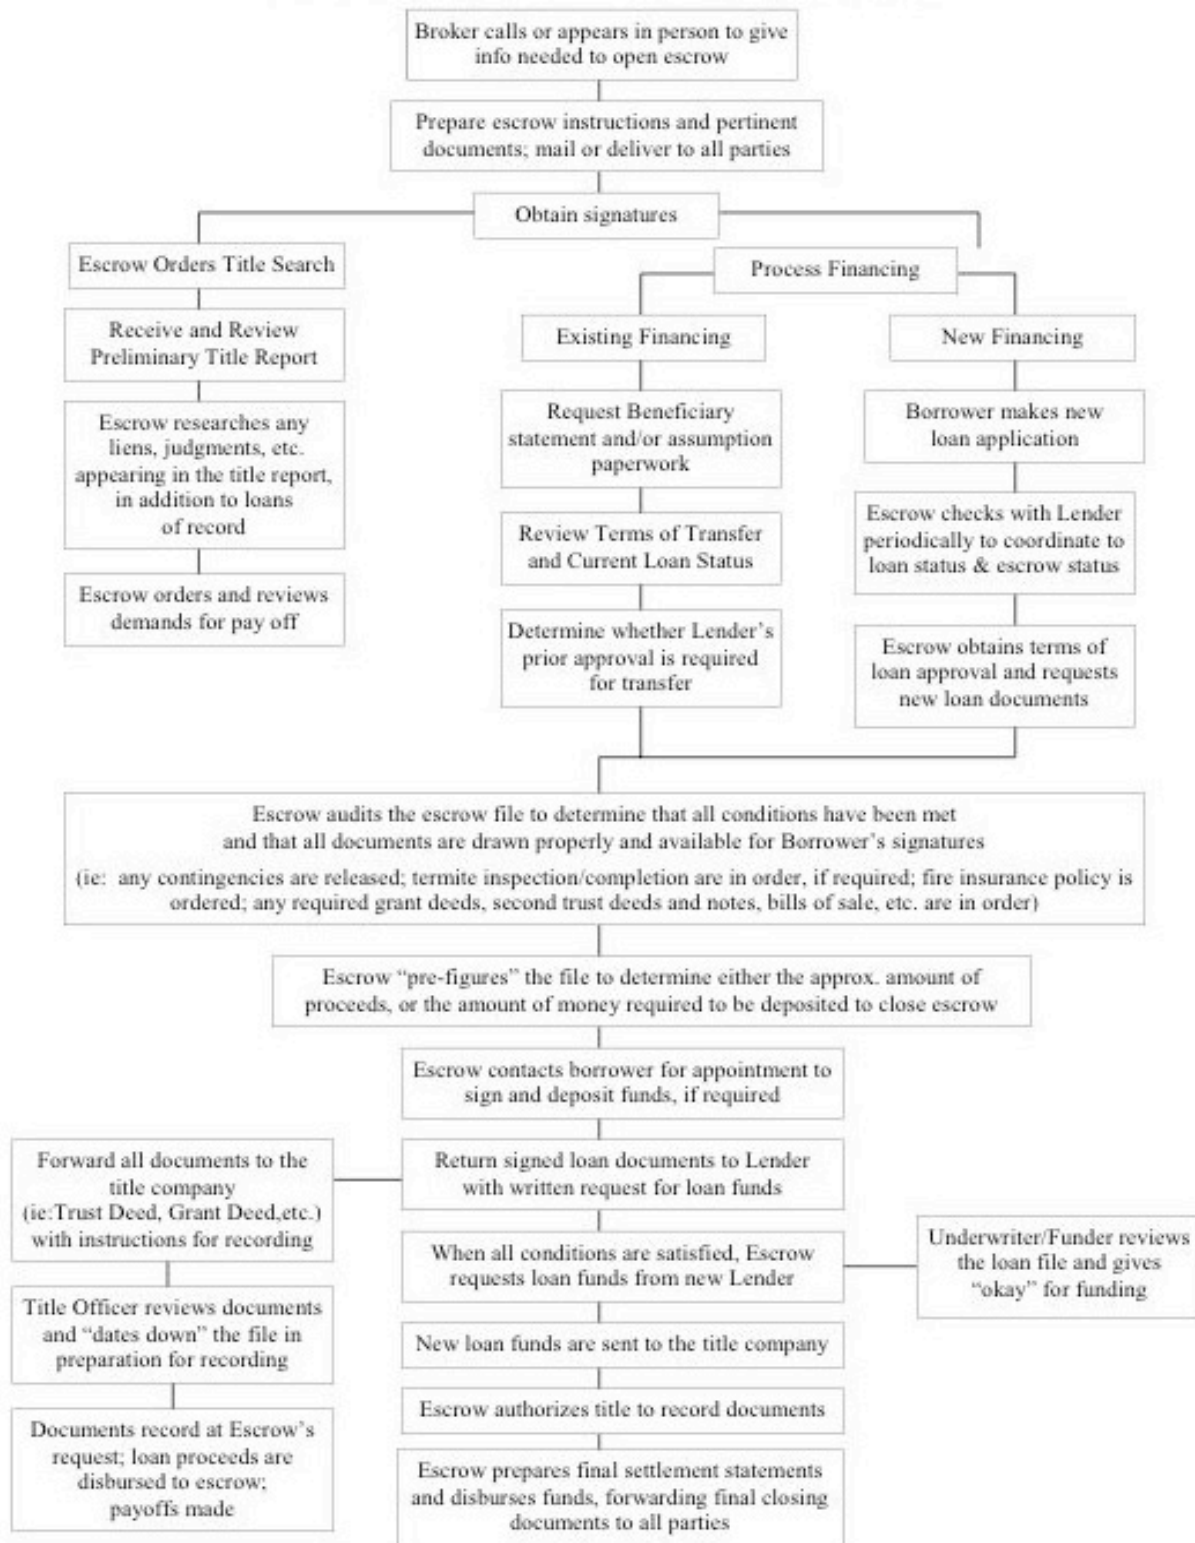 Broker calls or appears in person to give
info needed to open escrow
Prepare escrow instructions and pertinent
documents; mail or deliver to all parties
Obtain signatures
Escrow Orders Title Search
Receive and Review
Preliminary Title Report
Escrow researches any
liens, judgments, etc.
appearing in the title report,
in addition to loans
of record
Escrow orders and reviews
demands for pay off
Process Financing
Existing Financing
Request Beneficiary
statement and/or assumption
paperwork
Review Terms of Transfer
and Current Loan Status
Determine whether Lender's
prior approval is required
for transfer
New Financing
Borrower makes new
loan application
Escrow checks with Lender
periodically to coordinate to
loan status & escrow status
Escrow obtains terms of
loan approval and requests
new loan documents
Escrow audits the escrow file to determine that all conditions have been met
and that all documents are drawn properly and available for Borrower's signatures
(ie: any contingencies are released; termite inspection/completion are in order, if required; fire insurance policy is
ordered; any required grant deeds, second trust deeds and notes, bills of sale, etc. are in order)
Escrow “pre-figures” the file to determine either the approx. amount of
proceeds, or the amount of money required to be deposited to close escrow
Escrow contacts borrower for appointment to
sign and deposit funds, if required
Return signed loan documents to Lender
with written request for loan funds
Forward all documents to the
title company
(ie:Trust Deed, Grant Deed,etc.)
with instructions for recording
Title Officer reviews documents
and “dates down” the file in
preparation for recording
Documents record at Escrow's
request; loan proceeds are
disbursed to escrow;
payoffs made
When all conditions are satisfied, Escrow
requests loan funds from new Lender
Underwriter/Funder reviews
the loan file and gives
“okay” for funding
New loan funds are sent to the title company
Escrow authorizes title to record documents
Escrow prepares final settlement statements
and disburses funds, forwarding final closing
documents to all parties